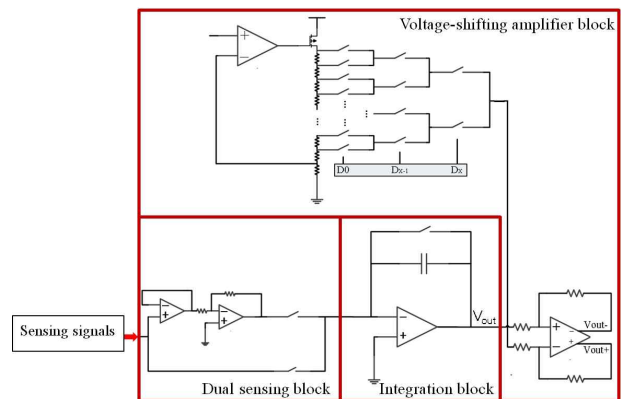 Voltage-shifting amplifier block
D0 Dx-1 Dx
Vout
Vout-
Vout+
Sensing signals
Dual sensing block
Integration block